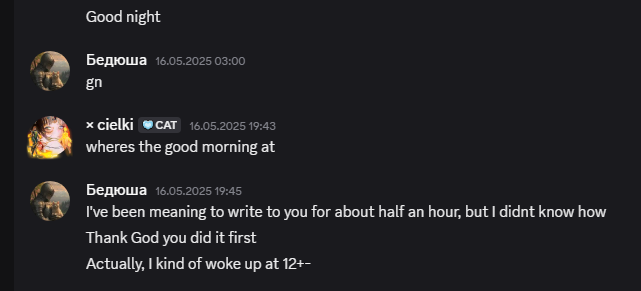 Good night
Бедюша 16.05.2025 03:00
gn
× cielki CAT 16.05.2025 19:43
wheres the good morning at
Бедюша 16.05.2025 19:45
I've been meaning to write to you for about half an hour, but I didnt know how
Thank God you did it first
Actually, I kind of woke up at 12+-